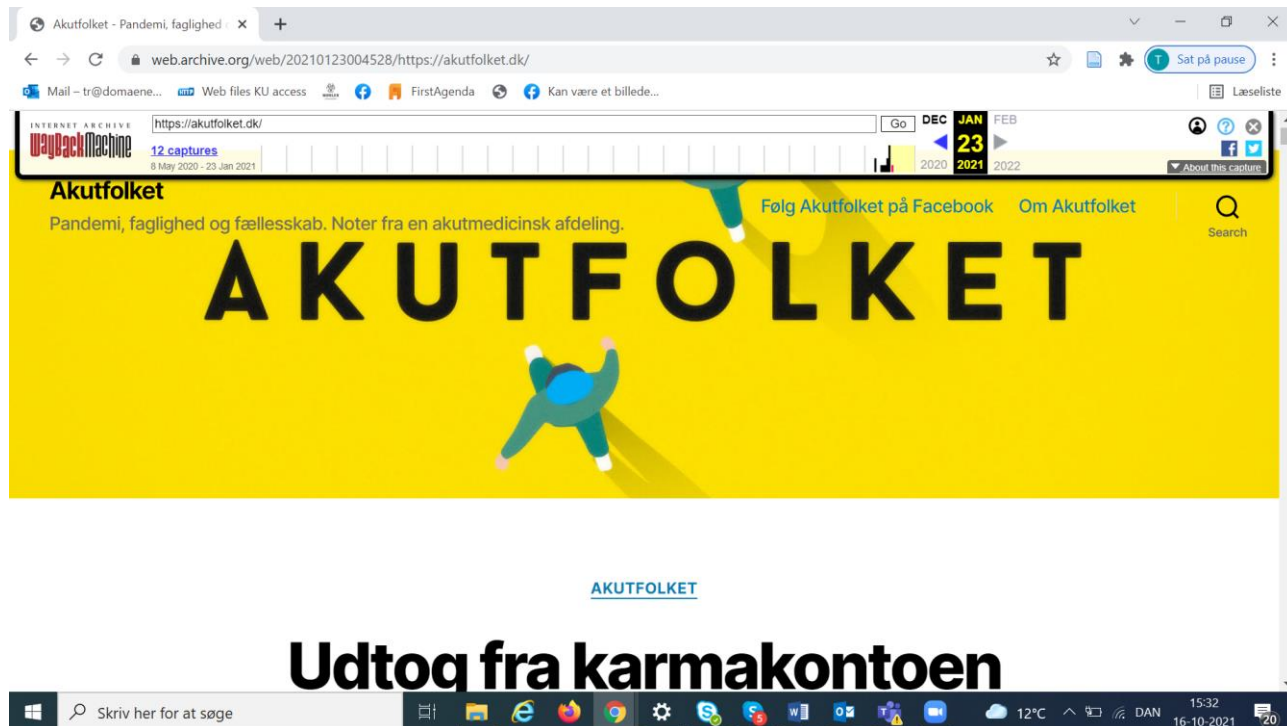 Akutfolket - Pandemi, faglighed
web.archive.org/web/20210123004528/https://akutfolket.dk/
T Sat på pause
Mail – tr@domaene... Web files KU access FirstAgenda Kan være et billede... Læseliste
INTERNET ARCHIVE
WayBackMachine
https://akutfolket.dk/
Go
DEC JAN FEB
12 captures
23
8 May 2020 - 23 Jan 2021
2020 2021 2022
About this capture
Akutfolket
Pandemi, faglighed og fællesskab. Noter fra en akutmedicinsk afdeling.
Følg Akutfolket på Facebook Om Akutfolket
Search
AKUTFOLKET
AKUTFOLKET
Udtog fra karmakontoen
Skriv her for at søge
12°C DAN 15:32
16-10-2021